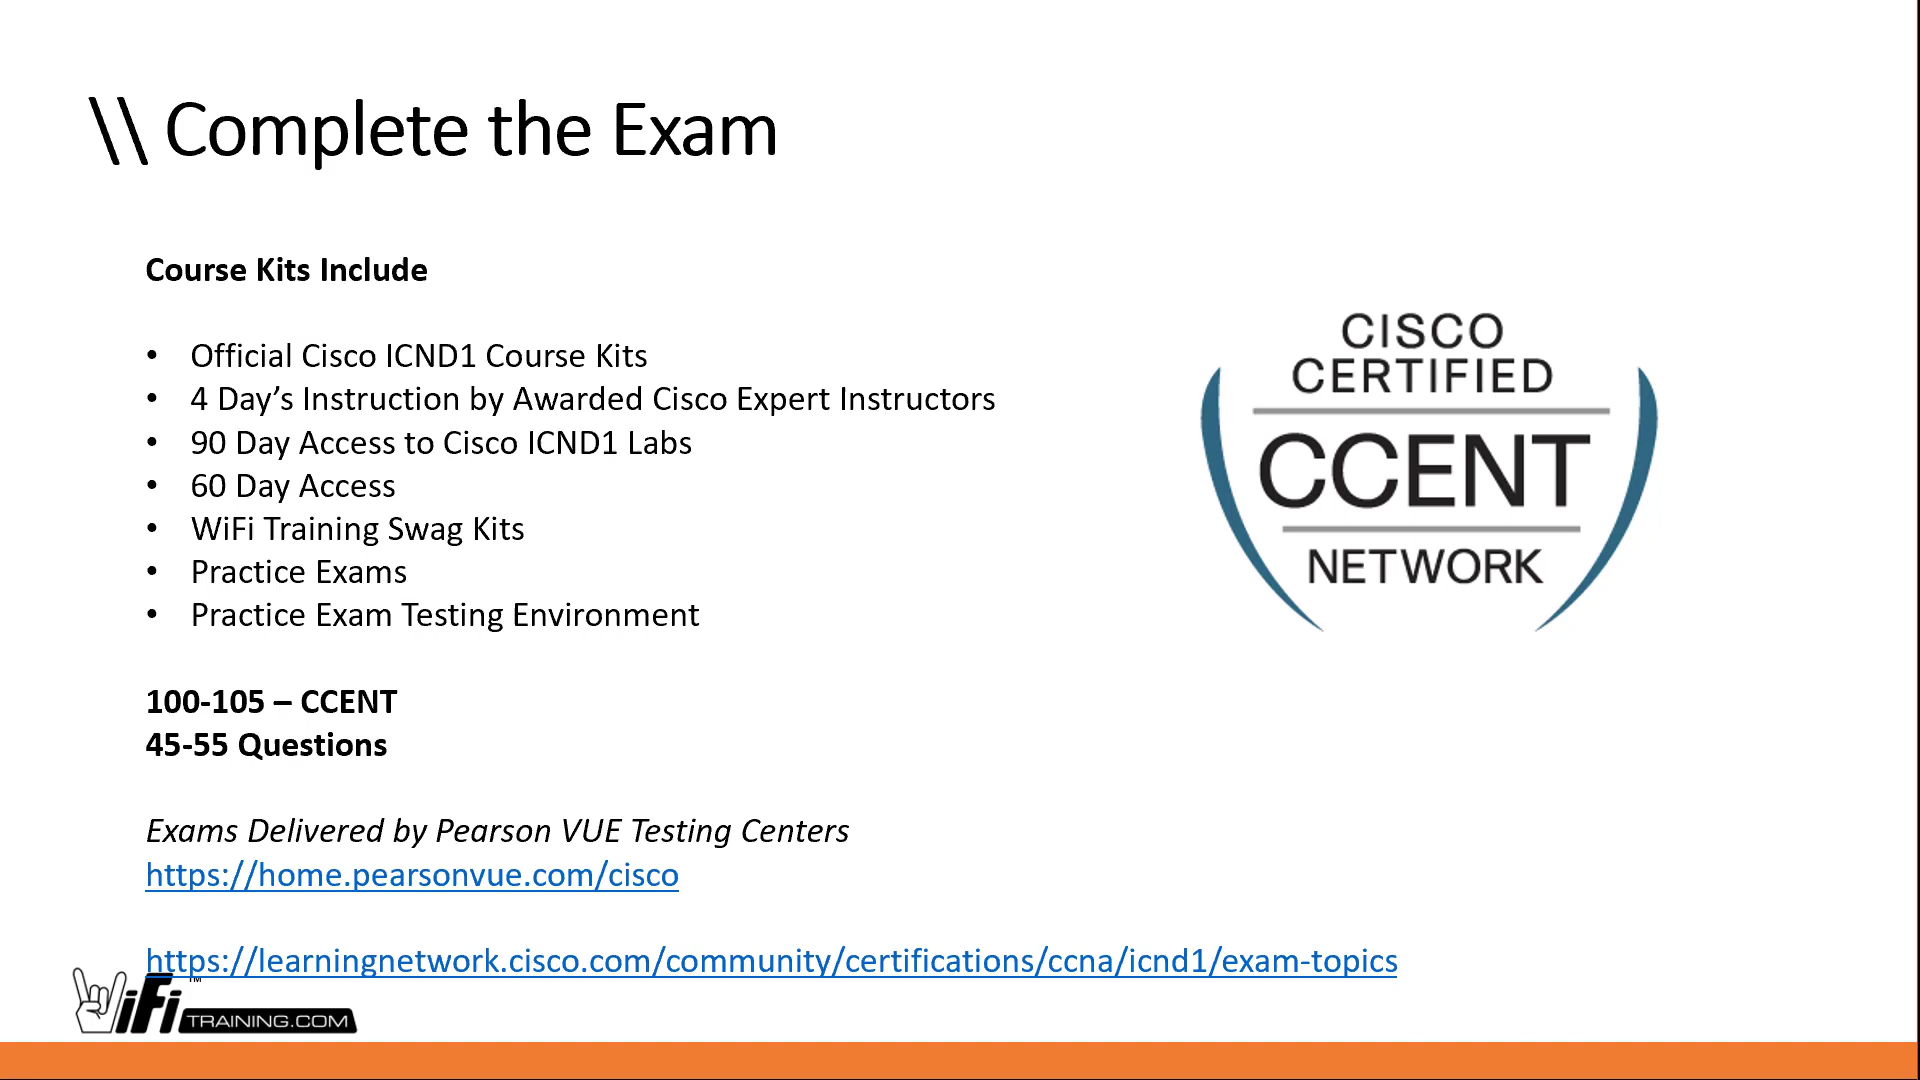 \\ Complete the Exam
Course Kits Include
• Official Cisco ICND1 Course Kits
• 4 Day’s Instruction by Awarded Cisco Expert Instructors
• 90 Day Access to Cisco ICND1 Labs
• 60 Day Access
• WiFi Training Swag Kits
• Practice Exams
• Practice Exam Testing Environment
100-105 – CCENT
45-55 Questions
Exams Delivered by Pearson VUE Testing Centers
https://home.pearsonvue.com/cisco
https://learningnetwork.cisco.com/community/certifications/ccna/icnd1/exam-topics
CISCO
CERTIFIED
CCENT
NETWORK
WiFi ™
TRAINING.COM